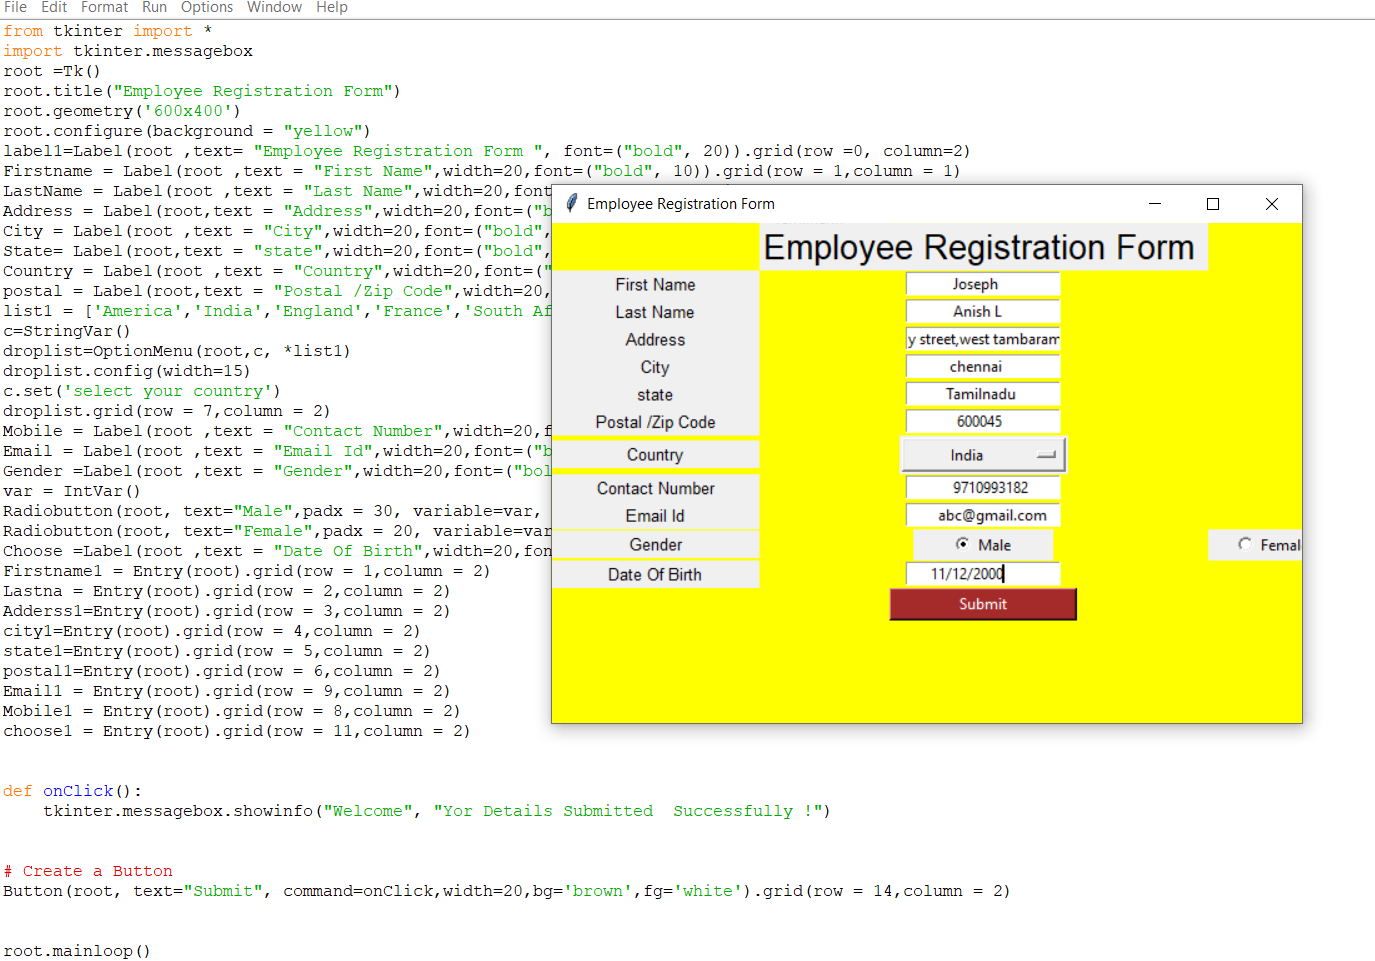 File Edit Format Run Options Window Help
from tkinter import *
import tkinter.messagebox
root =Tk()
root.title("Employee Registration Form")
root.geometry('600x400')
root.configure(background = "yellow")
label1=Label(root ,text= "Employee Registration Form ", font=("bold", 20)).grid(row =0, column=2)
Firstname = Label(root ,text = "First Name",width=20,font=("bold", 10)).grid(row = 1,column = 1)
LastName = Label(root ,text = "Last Name",width=20,font
Address = Label(root,text = "Address",width=20,font=("b
City = Label(root ,text = "City",width=20,font=("bold",
State= Label(root,text = "state",width=20,font=("bold",
Country = Label(root ,text = "Country",width=20,font=("
postal = Label(root,text = "Postal /Zip Code",width=20,
list1 = ['America','India','England','France','South Af
c=StringVar()
droplist=OptionMenu(root,c, *list1)
droplist.config(width=15)
c.set('select your country')
droplist.grid(row = 7,column = 2)
Mobile = Label(root ,text = "Contact Number",width=20,f
Email = Label(root ,text = "Email Id",width=20,font=("b
Gender =Label(root ,text = "Gender",width=20,font=("bol
var = IntVar()
Radiobutton(root, text="Male",padx = 30, variable=var,
Radiobutton(root, text="Female",padx = 20, variable=var
Choose =Label(root ,text = "Date Of Birth",width=20,fon
Firstname1 = Entry(root).grid(row = 1,column = 2)
Lastna = Entry(root).grid(row = 2,column = 2)
Adderss1=Entry(root).grid(row = 3,column = 2)
city1=Entry(root).grid(row = 4,column = 2)
state1=Entry(root).grid(row = 5,column = 2)
postal1=Entry(root).grid(row = 6,column = 2)
Email1 = Entry(root).grid(row = 9,column = 2)
Mobile1 = Entry(root).grid(row = 8,column = 2)
choose1 = Entry(root).grid(row = 11,column = 2)
def onClick():
    tkinter.messagebox.showinfo("Welcome", "Yor Details Submitted  Successfully !")
# Create a Button
Button(root, text="Submit", command=onClick,width=20,bg='brown',fg='white').grid(row = 14,column = 2)
root.mainloop()
Employee Registration Form
Employee Registration Form
First Name Joseph
Last Name Anish L
Address y street,west tambaram
City chennai
state Tamilnadu
Postal /Zip Code 600045
Country India
Contact Number 9710993182
Email Id abc@gmail.com
Gender Male Femal
Date Of Birth 11/12/2000
Submit